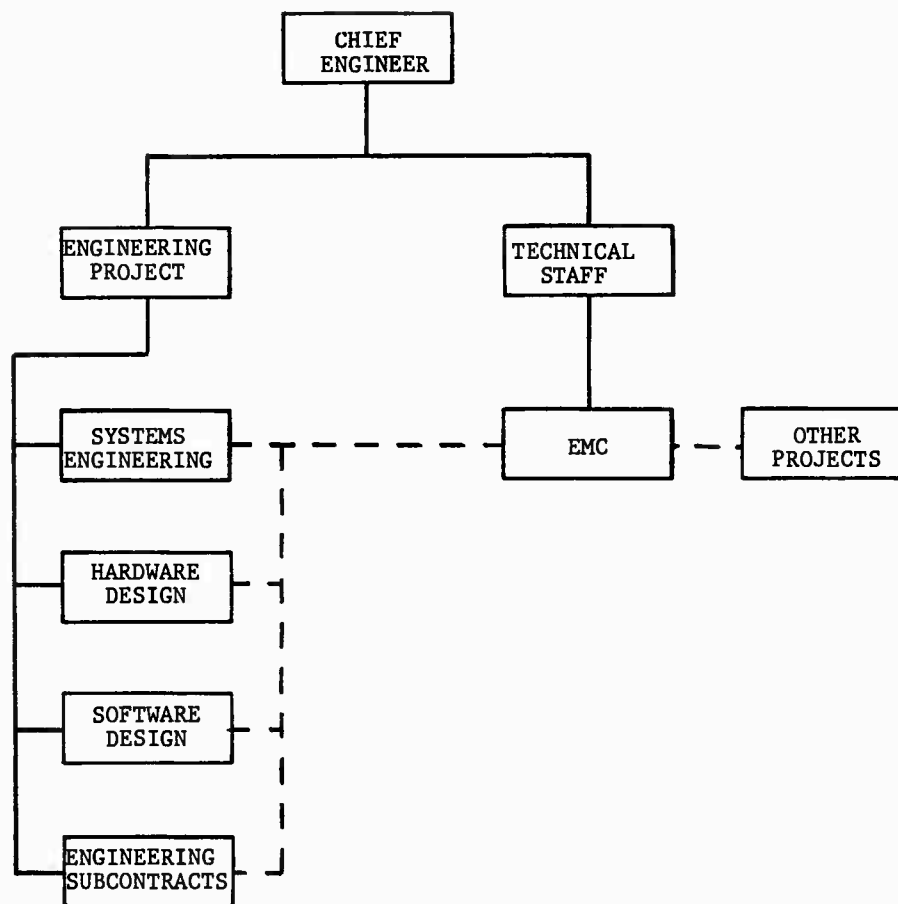 CHIEF
ENGINEER
ENGINEERING
PROJECT
TECHNICAL
STAFF
SYSTEMS
ENGINEERING
EMC
OTHER
PROJECTS
HARDWARE
DESIGN
SOFTWARE
DESIGN
ENGINEERING
SUBCONTRACTS